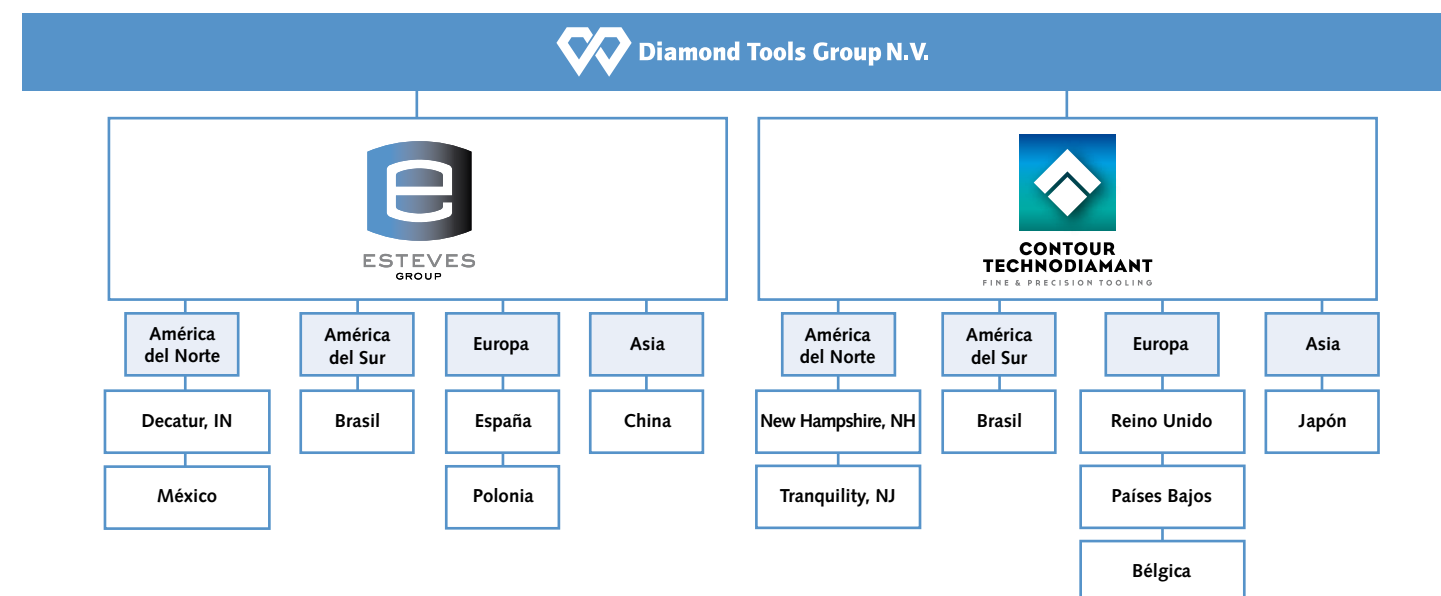 Diamond Tools Group N.V.
e
ESTEVES
GROUP
América
del Norte
Decatur, IN
México
América
del Sur
Brasil
Europa
España
Polonia
Asia
China
CONTOUR
TECHNODIAMANT
FINE & PRECISION TOOLING
América
del Norte
New Hampshire, NH
Tranquility, NJ
América
del Sur
Brasil
Europa
Reino Unido
Países Bajos
Bélgica
Asia
Japón